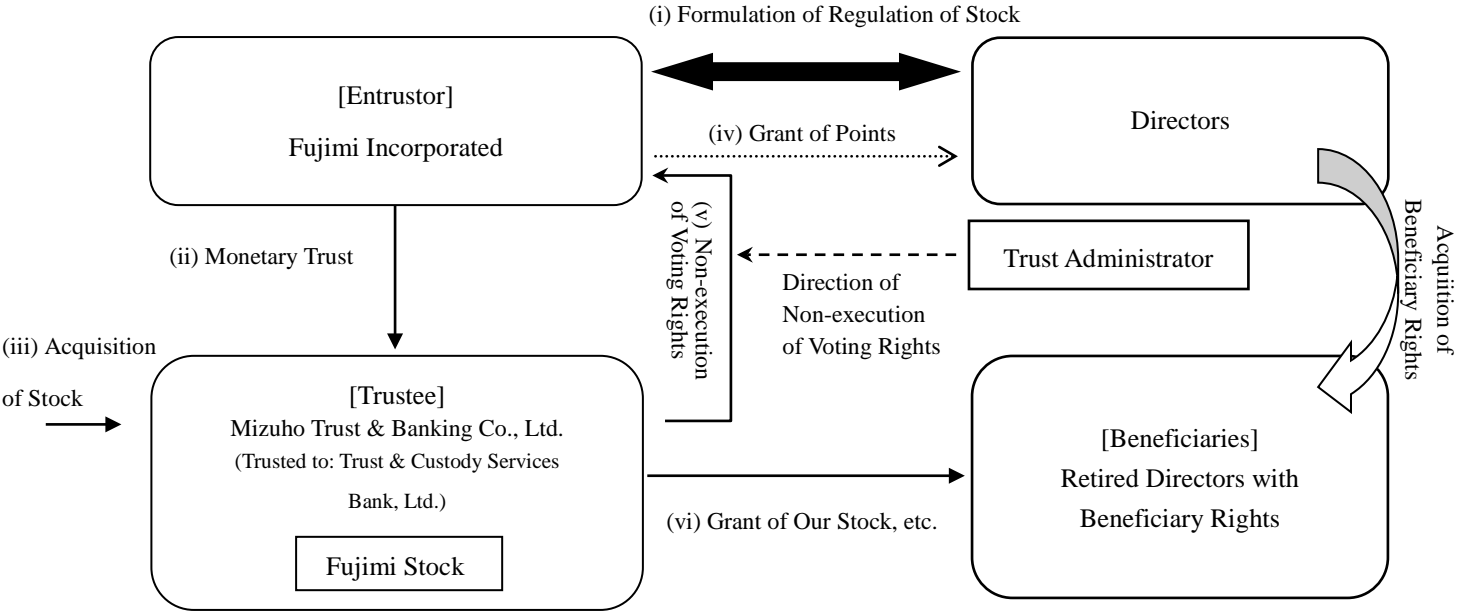 (i) Formulation of Regulation of Stock
[Entrustor]
Fujimi Incorporated
Directors
(iv) Grant of Points
(v) Non-execution
of Voting Rights
(ii) Monetary Trust
Trust Administrator
Direction of
Non-execution
of Voting Rights
Acquiition of
Beneficiary Rights
(iii) Acquisition
of Stock
[Trustee]
Mizuho Trust & Banking Co., Ltd.
(Trusted to: Trust & Custody Services
Bank, Ltd.)
Fujimi Stock
(vi) Grant of Our Stock, etc.
[Beneficiaries]
Retired Directors with
Beneficiary Rights